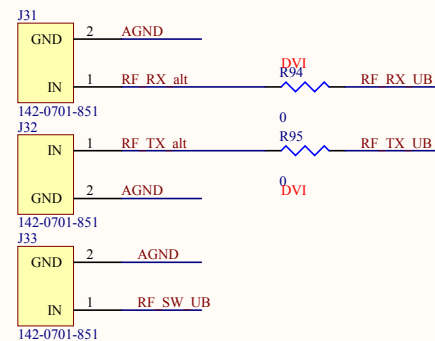 J31
GND 2 AGND
DVI
IN 1 RF_RX_alt R94 RF_RX_UB
142-0701-851 0
J32 R95
IN 1 RF_TX_alt RF_TX_UB
0
GND 2 AGND DVI
142-0701-851
J33
GND 2 AGND
IN 1 RF_SW_UB
142-0701-851